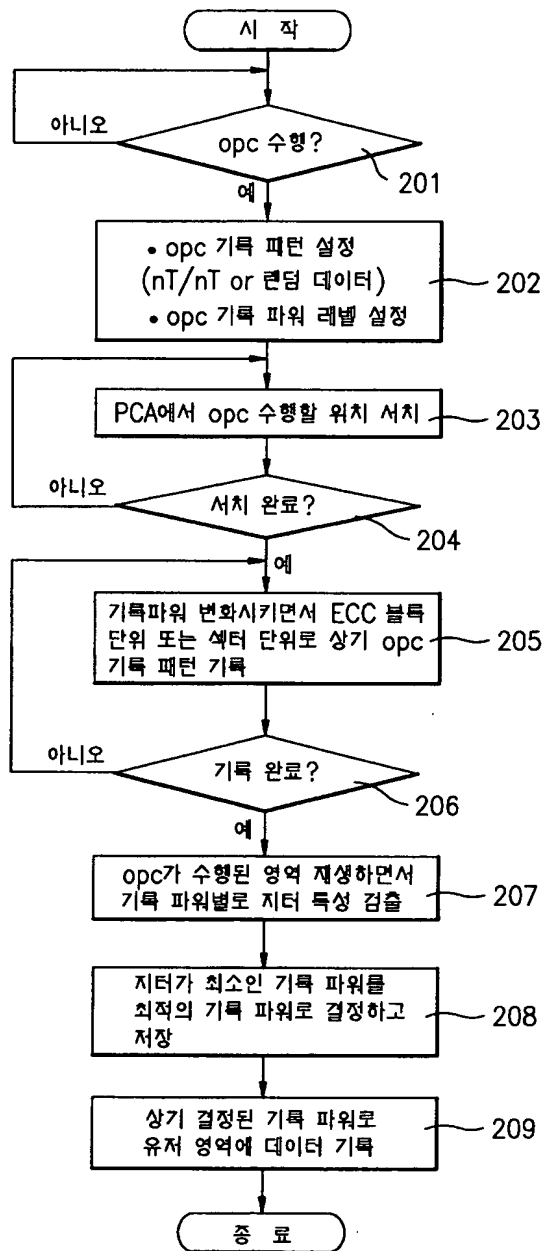 시 작
아니오
opc 수행?
201
예
• opc 기록 패턴 설정
(nT/nT or 랜덤 데이터)
• opc 기록 파워 레벨 설정
202
PCA에서 opc 수행할 위치 서치
203
아니오
서치 완료?
204
예
기록파워 변화시키면서 ECC 블록
단위 또는 섹터 단위로 상기 opc
기록 패턴 기록
205
아니오
기록 완료?
206
예
opc가 수행된 영역 재생하면서
기록 파워별로 지터 특성 검출
207
지터가 최소인 기록 파워를
최적의 기록 파워로 결정하고
저장
208
상기 결정된 기록 파워로
유저 영역에 데이터 기록
209
종 료